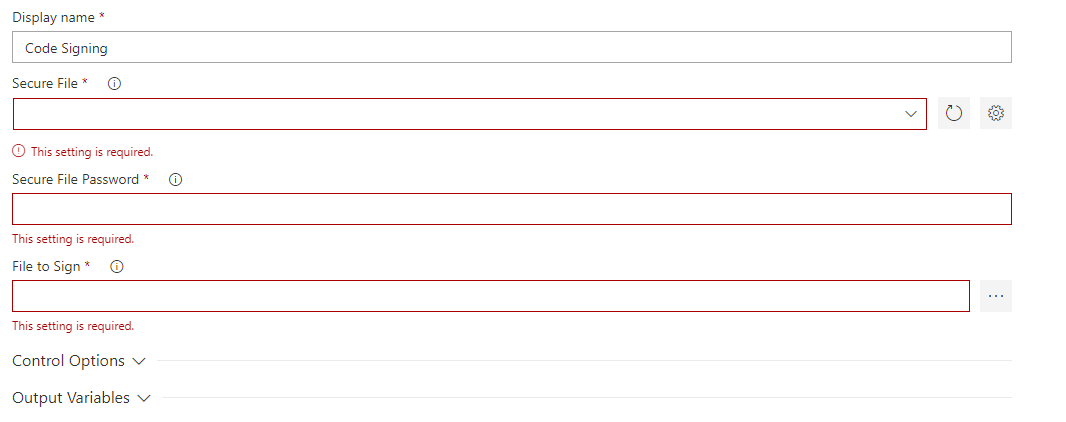 Display name *
Code Signing
Secure File *
This setting is required.
Secure File Password *
This setting is required.
File to Sign *
This setting is required.
Control Options
Output Variables